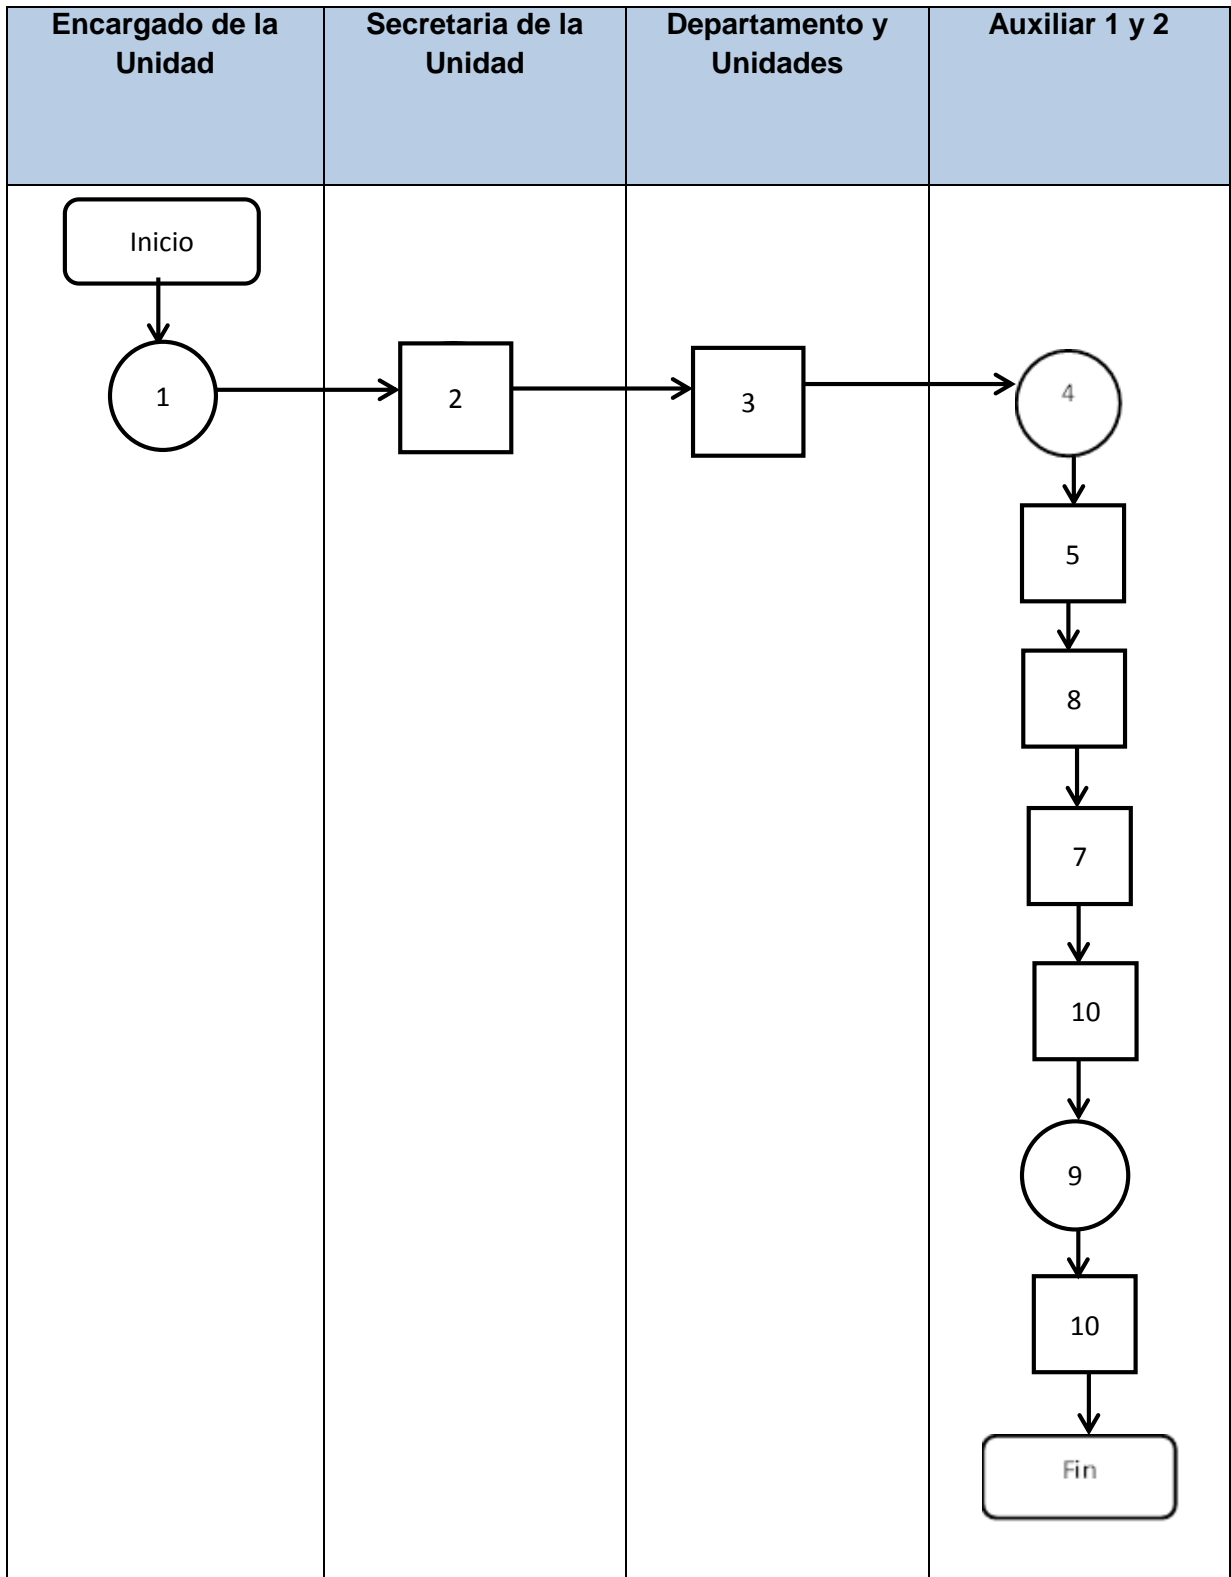 Encargado de la
Unidad
Secretaria de la
Unidad
Departamento y
Unidades
Auxiliar 1 y 2
Inicio
1
2
3
4
5
8
7
10
9
10
Fin